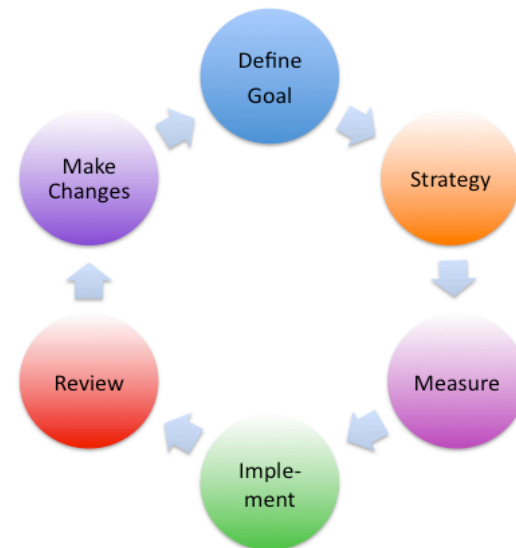 Define
Goal
Strategy
Measure
Imple-
ment
Review
Make
Changes